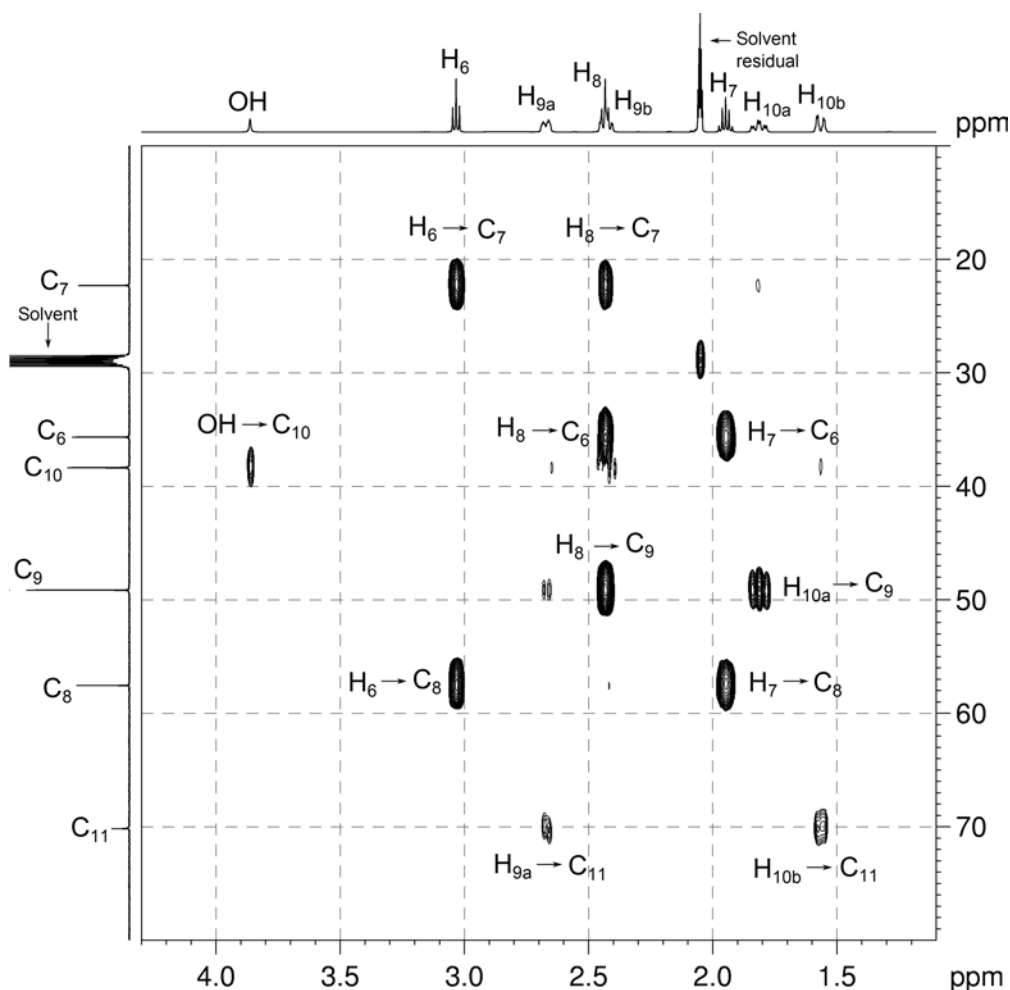 Solvent
residual
H6
H8
H7
OH
H9a
H9b
H10a
H10b
ppm
H6 → C7
H8 → C7
20
C7
Solvent
30
OH → C10
H8 → C6
H7 → C6
C6
C10
40
H8 → C9
C9
H10a → C9
50
H6 → C8
H7 → C8
C8
60
C11
70
H9a → C11
H10b → C11
4.0 3.5 3.0 2.5 2.0 1.5 ppm